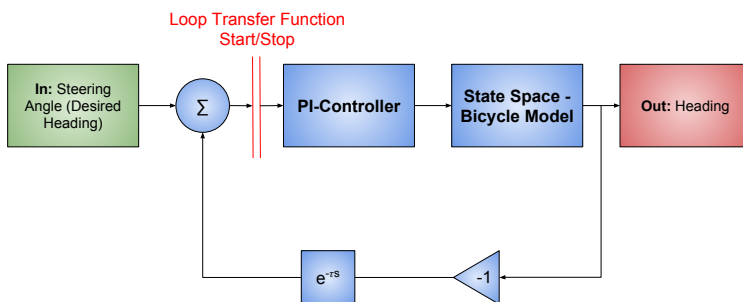 Loop Transfer Function
Start/Stop
In: Steering
Angle (Desired
Heading)
Σ
PI-Controller
State Space -
Bicycle Model
Out: Heading
e-τs
-1